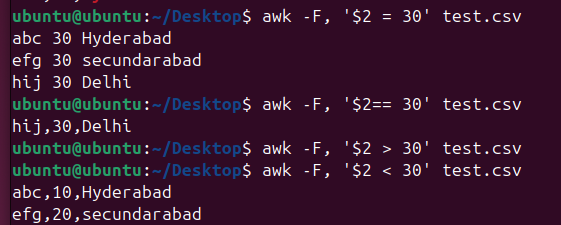 ubuntu@ubuntu:~/Desktop$ awk -F, '$2 = 30' test.csv
abc 30 Hyderabad
efg 30 secundarabad
hij 30 Delhi
ubuntu@ubuntu:~/Desktop$ awk -F, '$2== 30' test.csv
hij,30,Delhi
ubuntu@ubuntu:~/Desktop$ awk -F, '$2 > 30' test.csv
ubuntu@ubuntu:~/Desktop$ awk -F, '$2 < 30' test.csv
abc,10,Hyderabad
efg,20,secundarabad